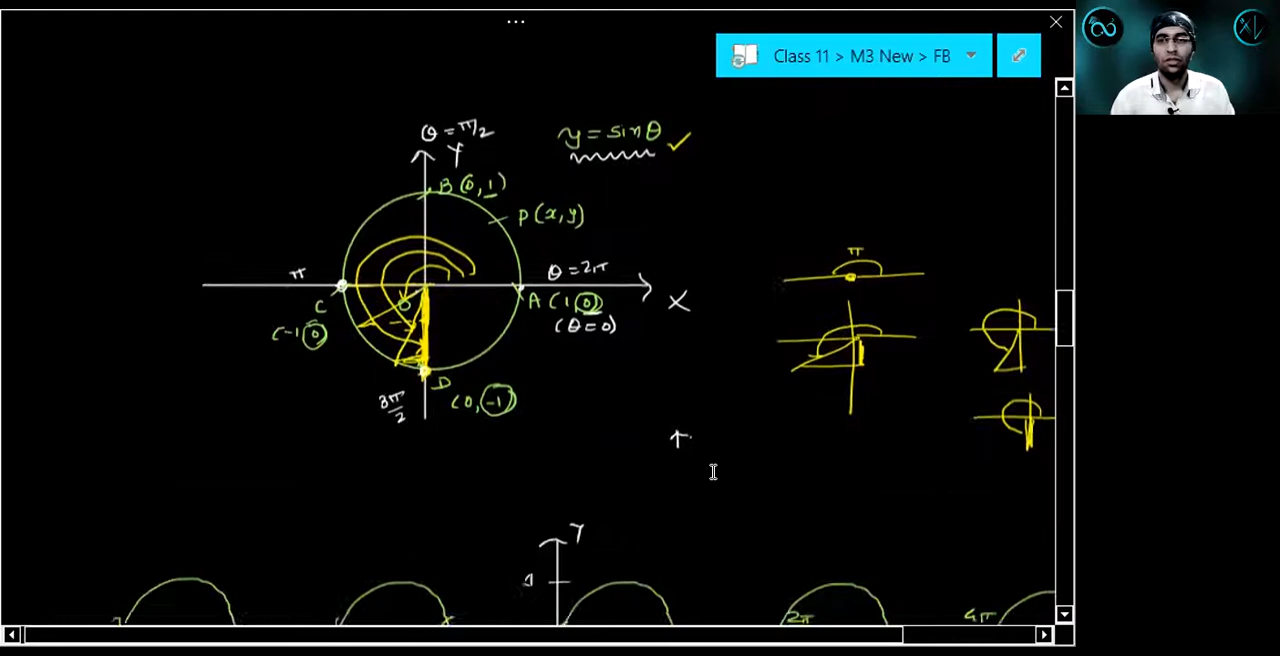 Class 11 > M3 New > FB
θ = π/2
Y
y = sinθ
B (0, 1)
P (x, y)
π
π
θ = 2π
A (1, 0)
X
(θ = 0)
O
C
(-1, 0)
D
3π/2
(0, -1)
Y
1
2π
4π